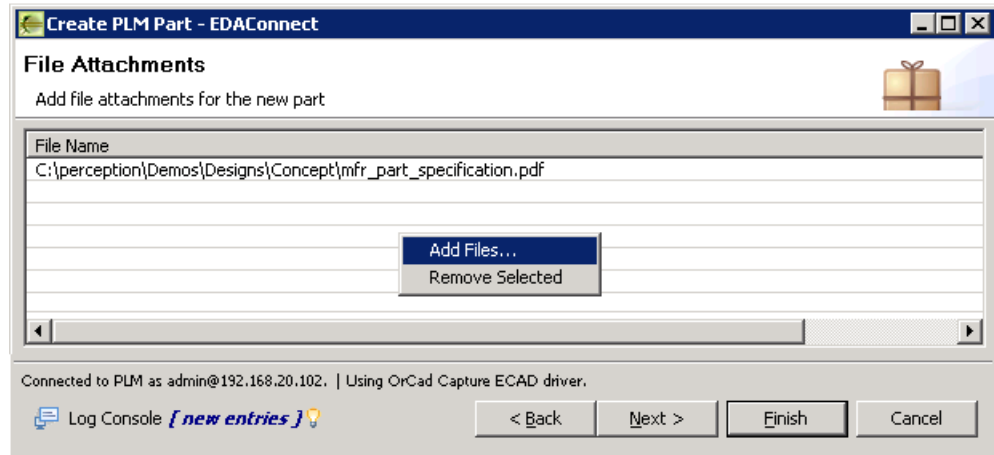 Create PLM Part - EDAConnect
File Attachments
Add file attachments for the new part
File Name
C:\perception\Demos\Designs\Concept\mfr_part_specification.pdf
Add Files...
Remove Selected
Connected to PLM as admin@192.168.20.102. | Using OrCad Capture ECAD driver.
Log Console [ new entries ] < Back Next > Finish Cancel